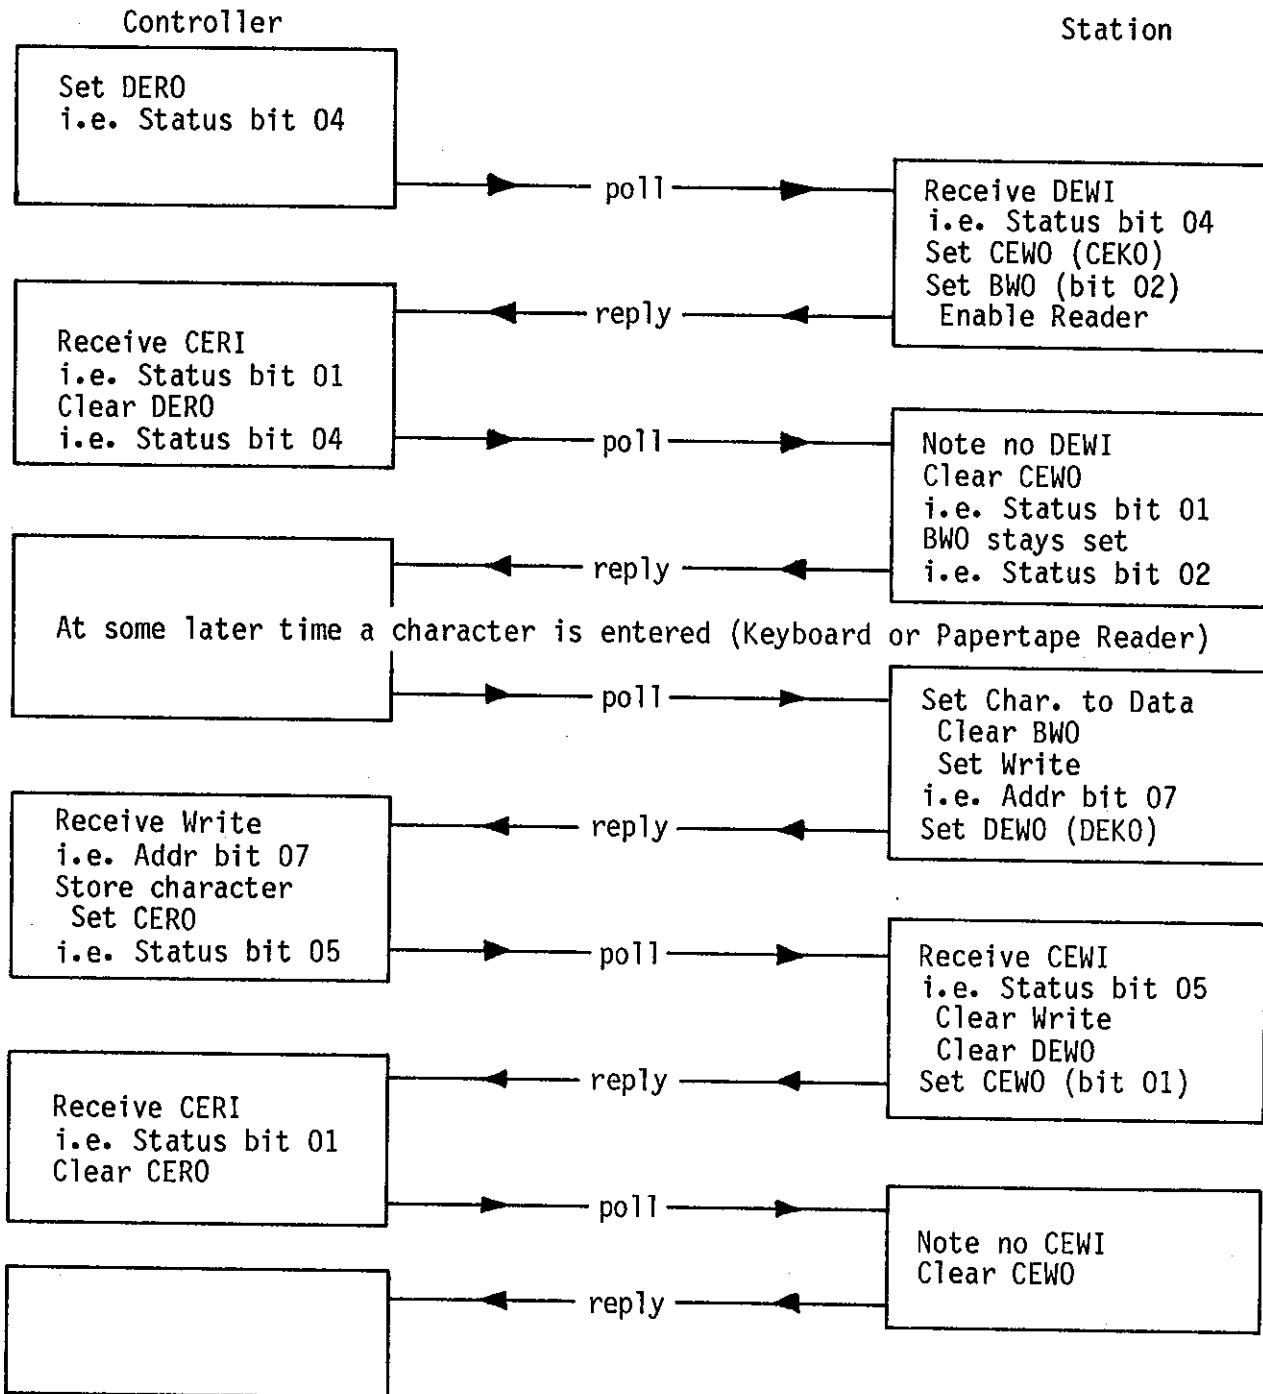 Controller
Station
Set DERO
i.e. Status bit 04
poll
Receive DEWI
i.e. Status bit 04
Set CEWO (CEKO)
Set BWO (bit 02)
Enable Reader
reply
Receive CERI
i.e. Status bit 01
Clear DERO
i.e. Status bit 04
poll
Note no DEWI
Clear CEWO
i.e. Status bit 01
BWO stays set
i.e. Status bit 02
reply
At some later time a character is entered (Keyboard or Papertape Reader)
poll
Set Char. to Data
Clear BWO
Set Write
i.e. Addr bit 07
Set DEWO (DEKO)
reply
Receive Write
i.e. Addr bit 07
Store character
Set CERO
i.e. Status bit 05
poll
Receive CEWI
i.e. Status bit 05
Clear Write
Clear DEWO
Set CEWO (bit 01)
reply
Receive CERI
i.e. Status bit 01
Clear CERO
poll
Note no CEWI
Clear CEWO
reply